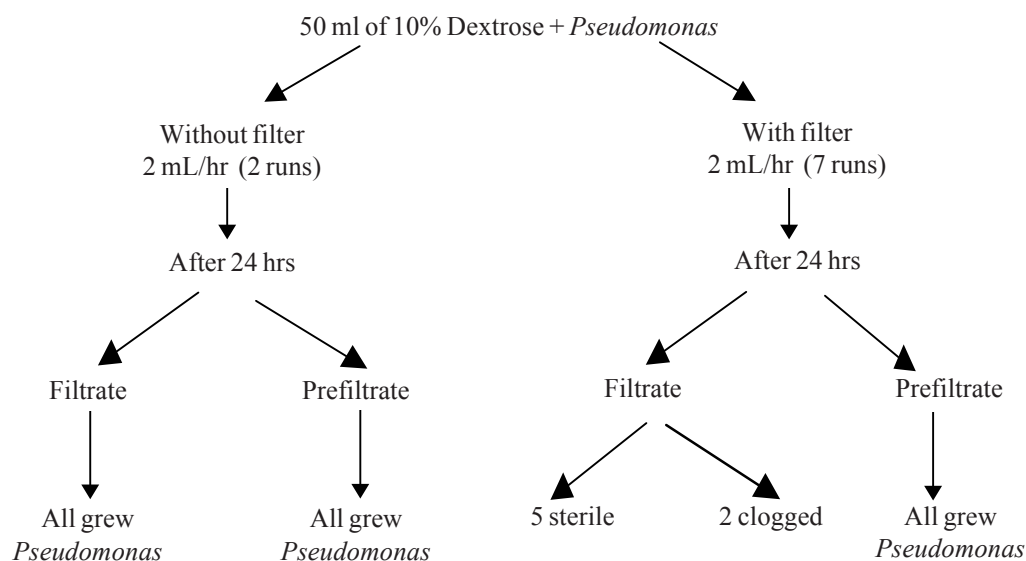 50 ml of 10% Dextrose + Pseudomonas
Without filter
2 mL/hr (2 runs)
With filter
2 mL/hr (7 runs)
After 24 hrs
After 24 hrs
Filtrate
Prefiltrate
Filtrate
Prefiltrate
All grew
Pseudomonas
All grew
Pseudomonas
5 sterile
2 clogged
All grew
Pseudomonas